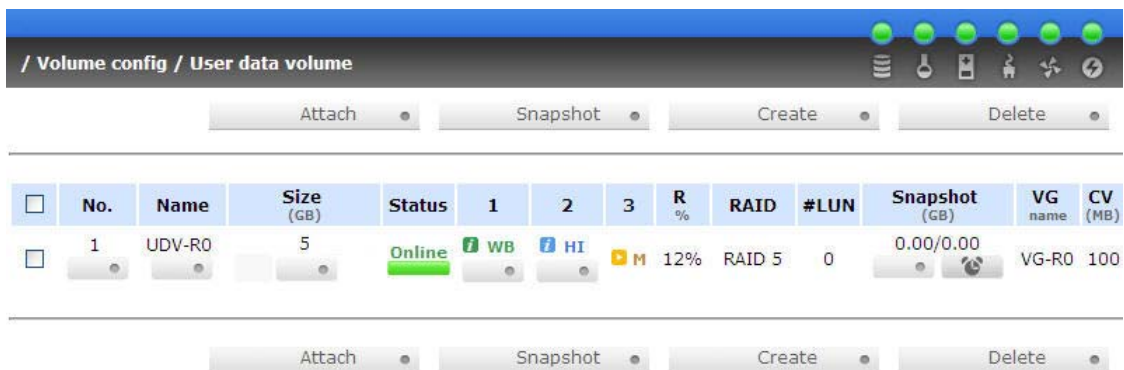 / Volume config / User data volume
Attach Snapshot Create Delete
No. Name Size (GB) Status 1 2 3 R % RAID #LUN Snapshot (GB) VG name CV (MB)
1 UDV-R0 5 Online i WB i HI M 12% RAID 5 0 0.00/0.00 VG-R0 100
Attach Snapshot Create Delete